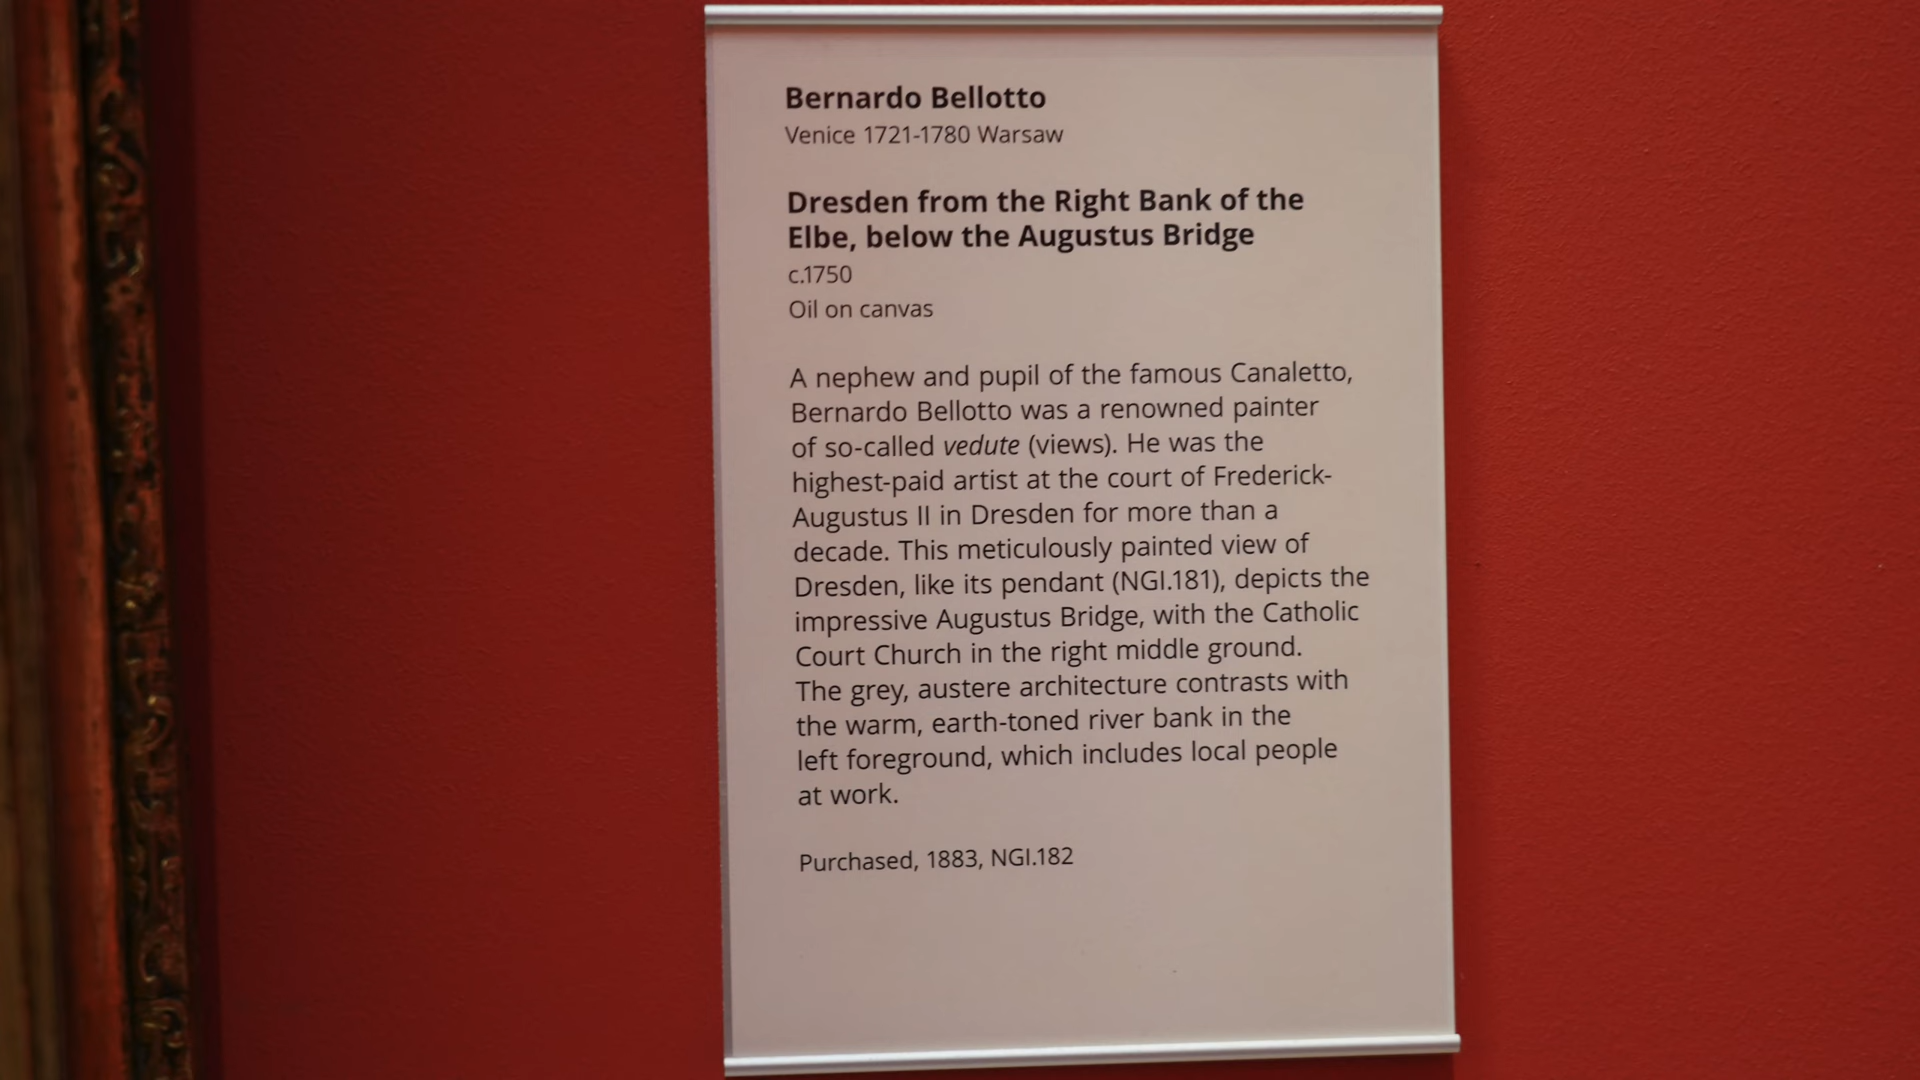 Bernardo Bellotto
Venice 1721-1780 Warsaw
Dresden from the Right Bank of the
Elbe, below the Augustus Bridge
c.1750
Oil on canvas
A nephew and pupil of the famous Canaletto,
Bernardo Bellotto was a renowned painter
of so-called vedute (views). He was the
highest-paid artist at the court of Frederick-
Augustus II in Dresden for more than a
decade. This meticulously painted view of
Dresden, like its pendant (NGI.181), depicts the
impressive Augustus Bridge, with the Catholic
Court Church in the right middle ground.
The grey, austere architecture contrasts with
the warm, earth-toned river bank in the
left foreground, which includes local people
at work.
Purchased, 1883, NGI.182